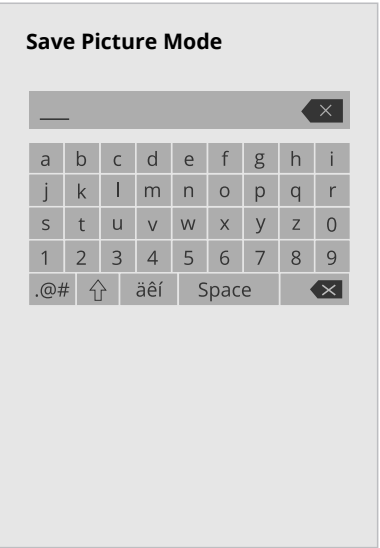 Save Picture Mode
a b c d e f g h i
j k l m n o p q r
s t u v w x y z 0
1 2 3 4 5 6 7 8 9
.@# äêí Space